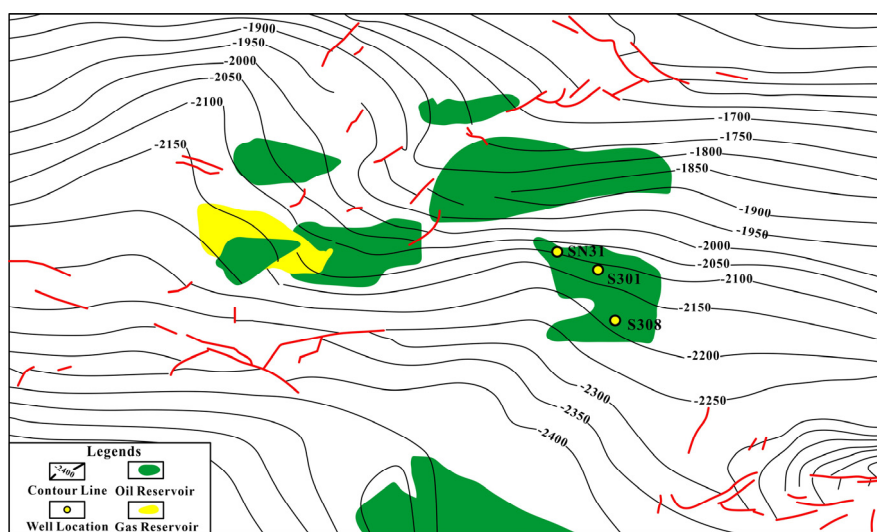 -1900
-1950
-2000
-2050
-2100
-2150
-1700
-1750
-1800
-1850
-1900
-1950
-2000
-2050
-2100
-2150
-2200
-2250
-2300
-2350
-2400
SN31
S301
S308
Legends
-2400
Contour Line
Oil Reservoir
Well Location
Gas Reservoir